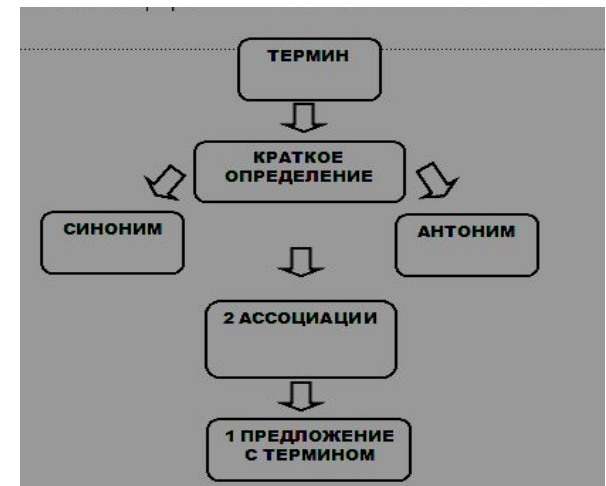 ТЕРМИН
КРАТКОЕ
ОПРЕДЕЛЕНИЕ
СИНОНИМ
АНТОНИМ
2 АССОЦИАЦИИ
1 ПРЕДЛОЖЕНИЕ
С ТЕРМИНОМ